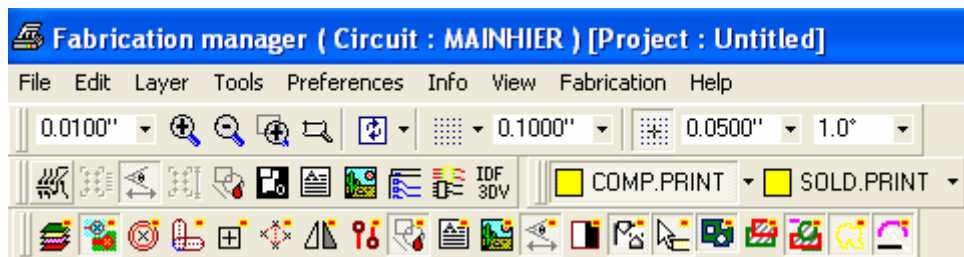 Fabrication manager ( Circuit : MAINHIER ) [Project : Untitled]
File Edit Layer Tools Preferences Info View Fabrication Help
0.0100" 0.1000" 0.0500" 1.0°
IDF 3DV COMP.PRINT SOLD.PRINT